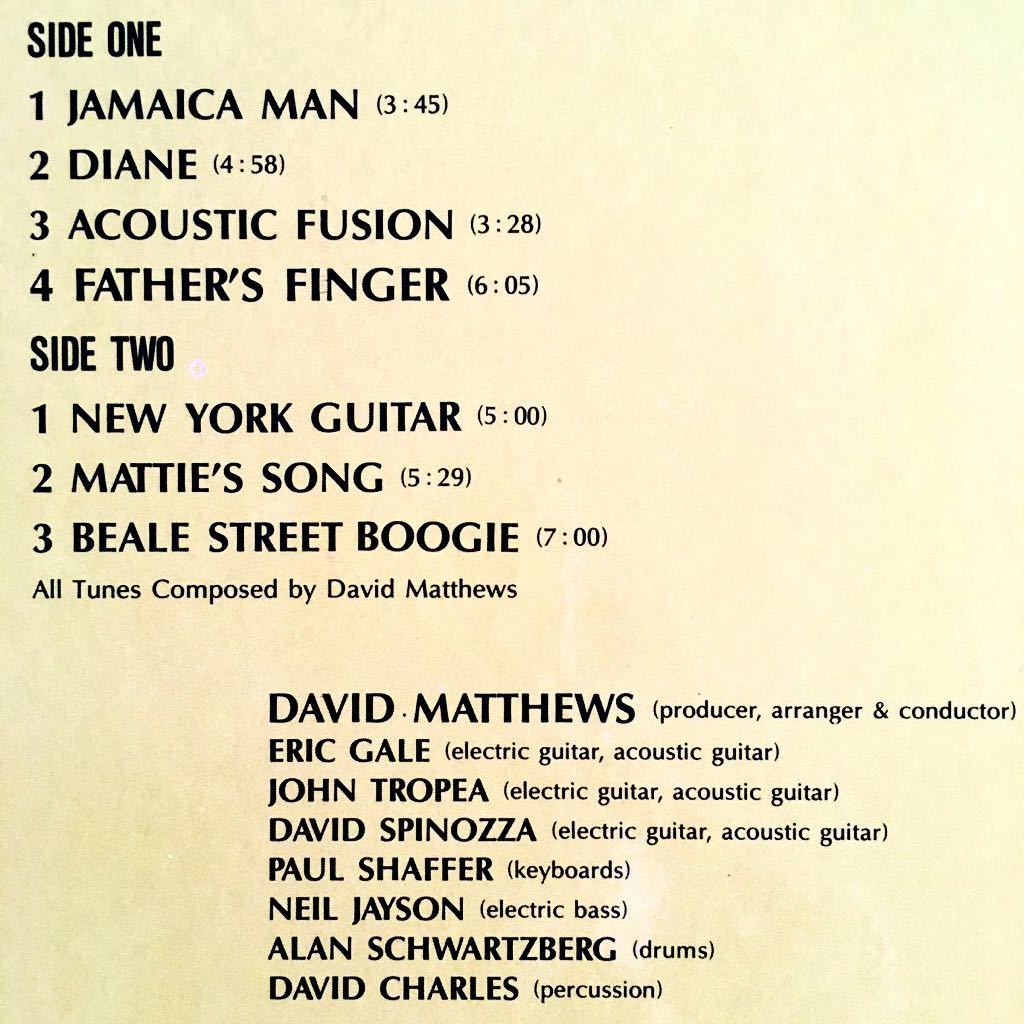 SIDE ONE
1 JAMAICA MAN (3:45)
2 DIANE (4:58)
3 ACOUSTIC FUSION (3:28)
4 FATHER'S FINGER (6:05)
SIDE TWO
1 NEW YORK GUITAR (5:00)
2 MATTIE'S SONG (5:29)
3 BEALE STREET BOOGIE (7:00)
All Tunes Composed by David Matthews
DAVID MATTHEWS (producer, arranger & conductor)
ERIC GALE (electric guitar, acoustic guitar)
JOHN TROPEA (electric guitar, acoustic guitar)
DAVID SPINOZZA (electric guitar, acoustic guitar)
PAUL SHAFFER (keyboards)
NEIL JAYSON (electric bass)
ALAN SCHWARTZBERG (drums)
DAVID CHARLES (percussion)